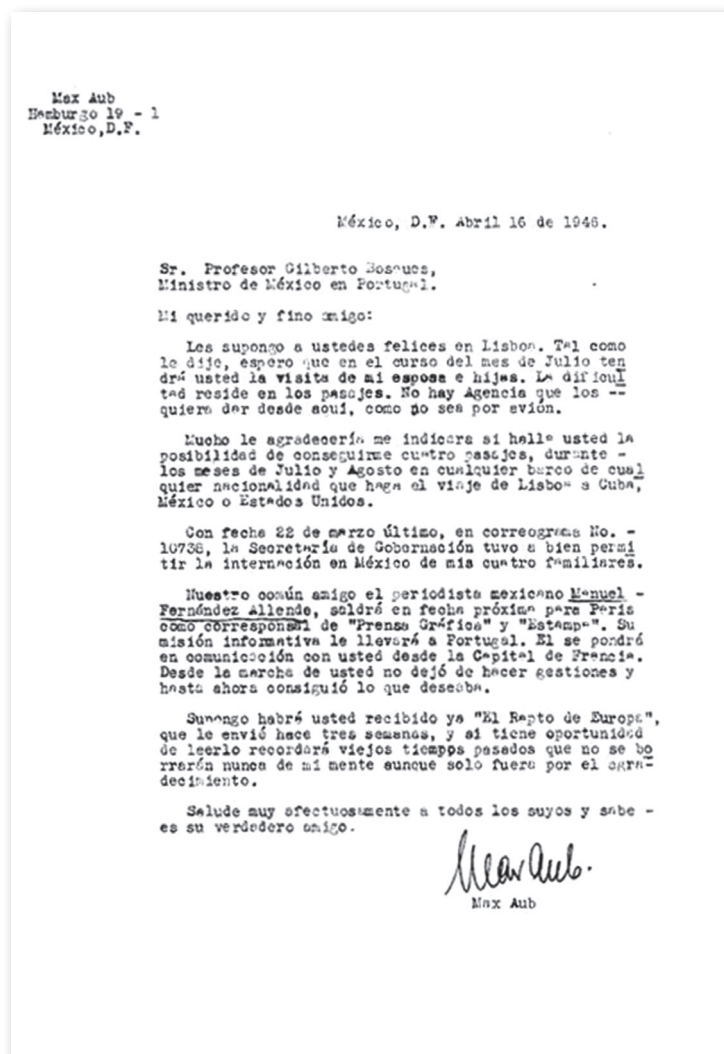 Max Aub
Hamburgo 19 - 1
México,D.F.
México, D.F. Abril 16 de 1946.
Sr. Profesor Gilberto Bosques,
Ministro de México en Portugal.
Mi querido y fino amigo:
Les supongo a ustedes felices en Lisboa. Tal como
le dije, espero que en el curso del mes de Julio ten
drá usted la visita de mi esposa e hijas. La dificul
tad reside en los pasajes. No hay Agencia que los --
quiera dar desde aquí, como no sea por avión.
Mucho le agradecería me indicara si halla usted la
posibilidad de conseguirme cuatro pasajes, durante -
los meses de Julio y Agosto en cualquier barco de cual
quier nacionalidad que haga el viaje de Lisboa a Cuba,
México o Estados Unidos.
Con fecha 22 de marzo último, en correograma No. -
10738, la Secretaría de Gobernación tuvo a bien permi
tir la internación en México de mis cuatro familiares.
Nuestro común amigo el periodista mexicano Manuel -
Fernández Allende, saldrá en fecha próxima para París
como corresponsal de "Prensa Gráfica" y "Estampa". Su
misión informativa le llevará a Portugal. El se pondrá
en comunicación con usted desde la Capital de Francia.
Desde la marcha de usted no dejó de hacer gestiones y
hasta ahora consiguió lo que deseaba.
Supongo habrá usted recibido ya "El Rapto de Europa",
que le envié hace tres semanas, y si tiene oportunidad
de leerlo recordará viejos tiempos pasados que no se bo
rrarán nunca de mi mente aunque solo fuera por el agra-
decimiento.
Salude muy afectuosamente a todos los suyos y sabe -
es su verdadero amigo.
Max Aub.
Max Aub